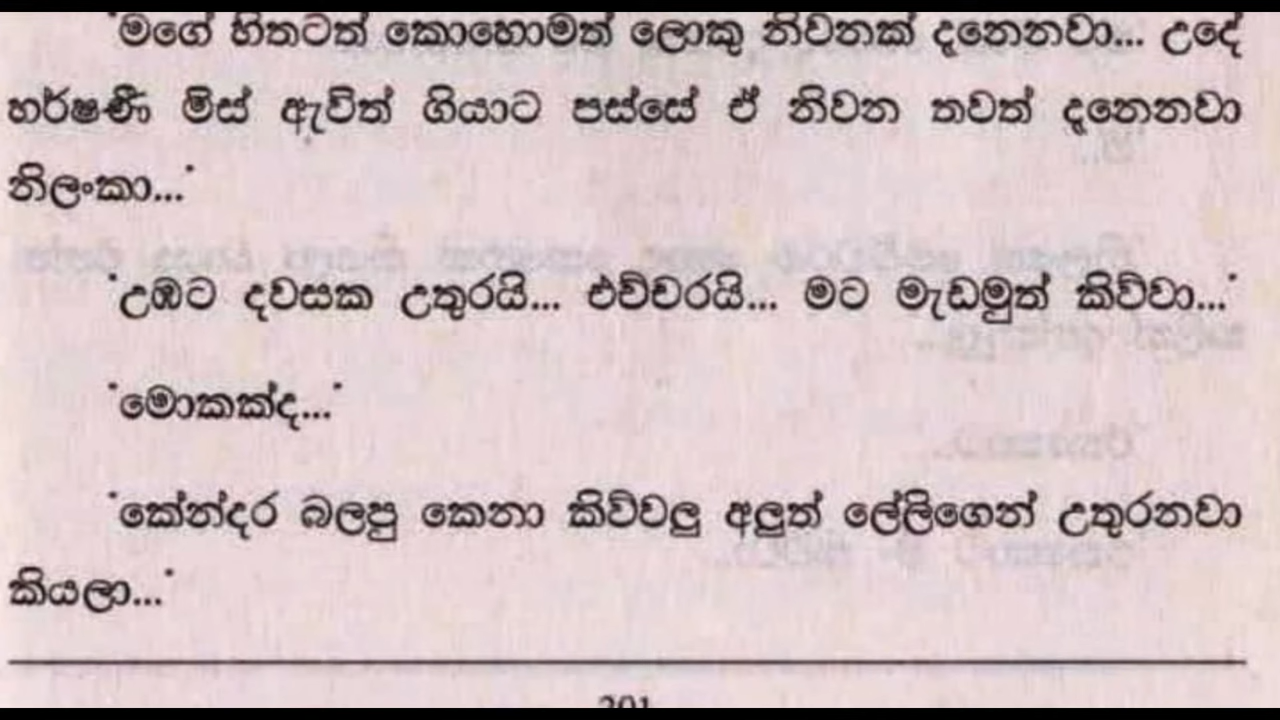 'මගේ හිතටත් කොහොමත් ලොකු නිවනක් දැනෙනවා... උදේ
හර්ෂණී මිස් ඇවිත් ගියාට පස්සේ ඒ නිවන තවත් දැනෙනවා
නිලංකා...'
'උඹට දවසක උතුරයි... එච්චරයි... මට මැඩමුත් කිව්වා...'
'මොකක්ද...'
'කේන්දර බලපු කෙනා කිව්වලු අලුත් ලේලිගෙන් උතුරනවා
කියලා...'
201